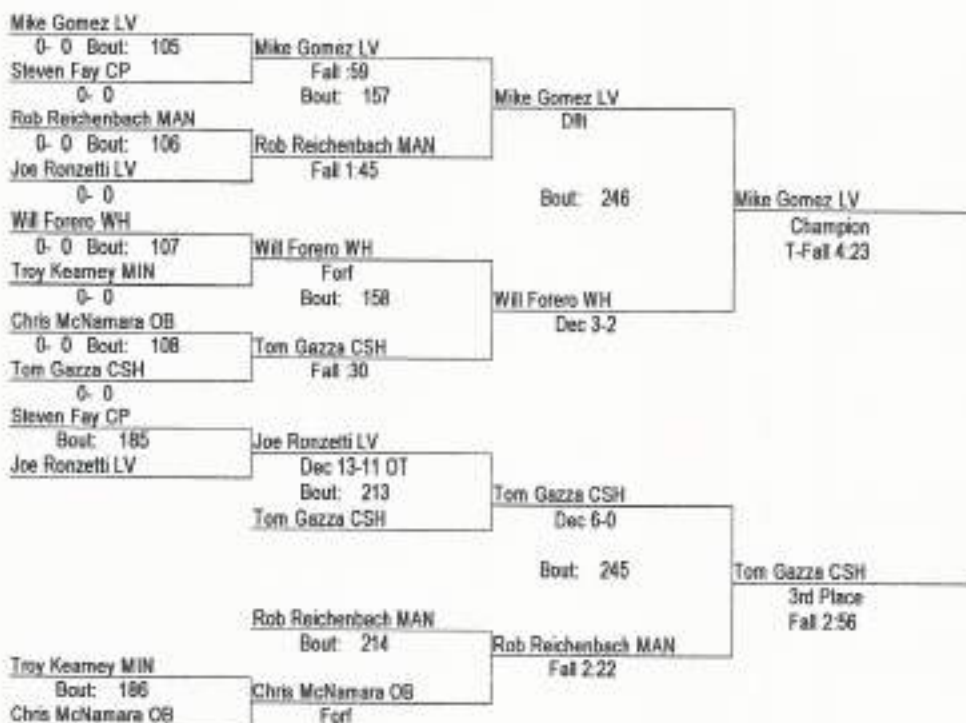 Mike Gomez LV
0- 0 Bout: 105
Steven Fay CP
0- 0
Rob Reichenbach MAN
0- 0 Bout: 106
Joe Ronzetti LV
0- 0
Will Forero WH
0- 0 Bout: 107
Troy Kearney MIN
0- 0
Chris McNamara OB
0- 0 Bout: 108
Tom Gazza CSH
0- 0
Steven Fay CP
Bout: 185
Joe Ronzetti LV
Troy Kearney MIN
Bout: 186
Chris McNamara OB
Mike Gomez LV
Fall :59
Bout: 157
Rob Reichenbach MAN
Fall 1:45
Will Forero WH
Forf
Bout: 158
Tom Gazza CSH
Fall :30
Joe Ronzetti LV
Dec 13-11 OT
Bout: 213
Tom Gazza CSH
Rob Reichenbach MAN
Bout: 214
Chris McNamara OB
Forf
Mike Gomez LV
Bout: 246
Will Forero WH
Dec 3-2
Tom Gazza CSH
Dec 6-0
Bout: 245
Rob Reichenbach MAN
Fall 2:22
Mike Gomez LV
Champion
T-Fall 4:23
Tom Gazza CSH
3rd Place
Fall 2:56